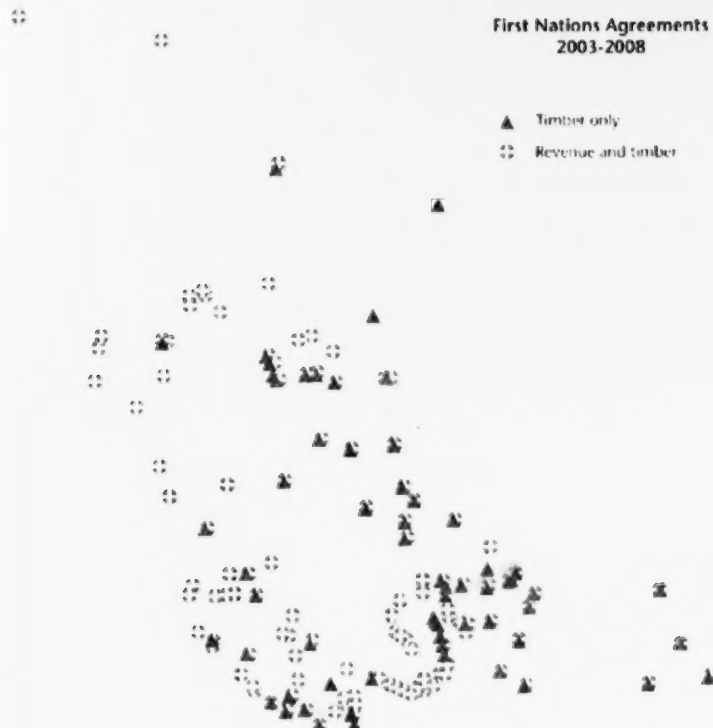 First Nations Agreements
2003-2008
Timber only
Revenue and timber